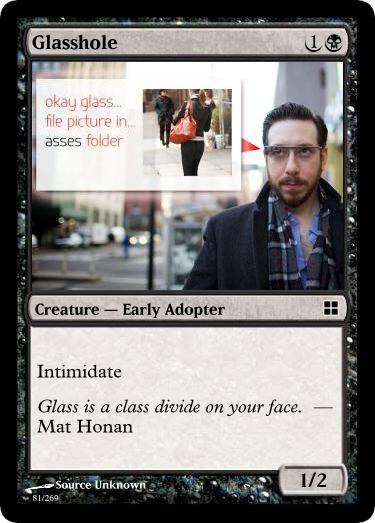 Glasshole 1
okay glass...
file picture in...
asses folder
Creature — Early Adopter
Intimidate
Glass is a class divide on your face. —
Mat Honan
1/2
Source Unknown
81/269